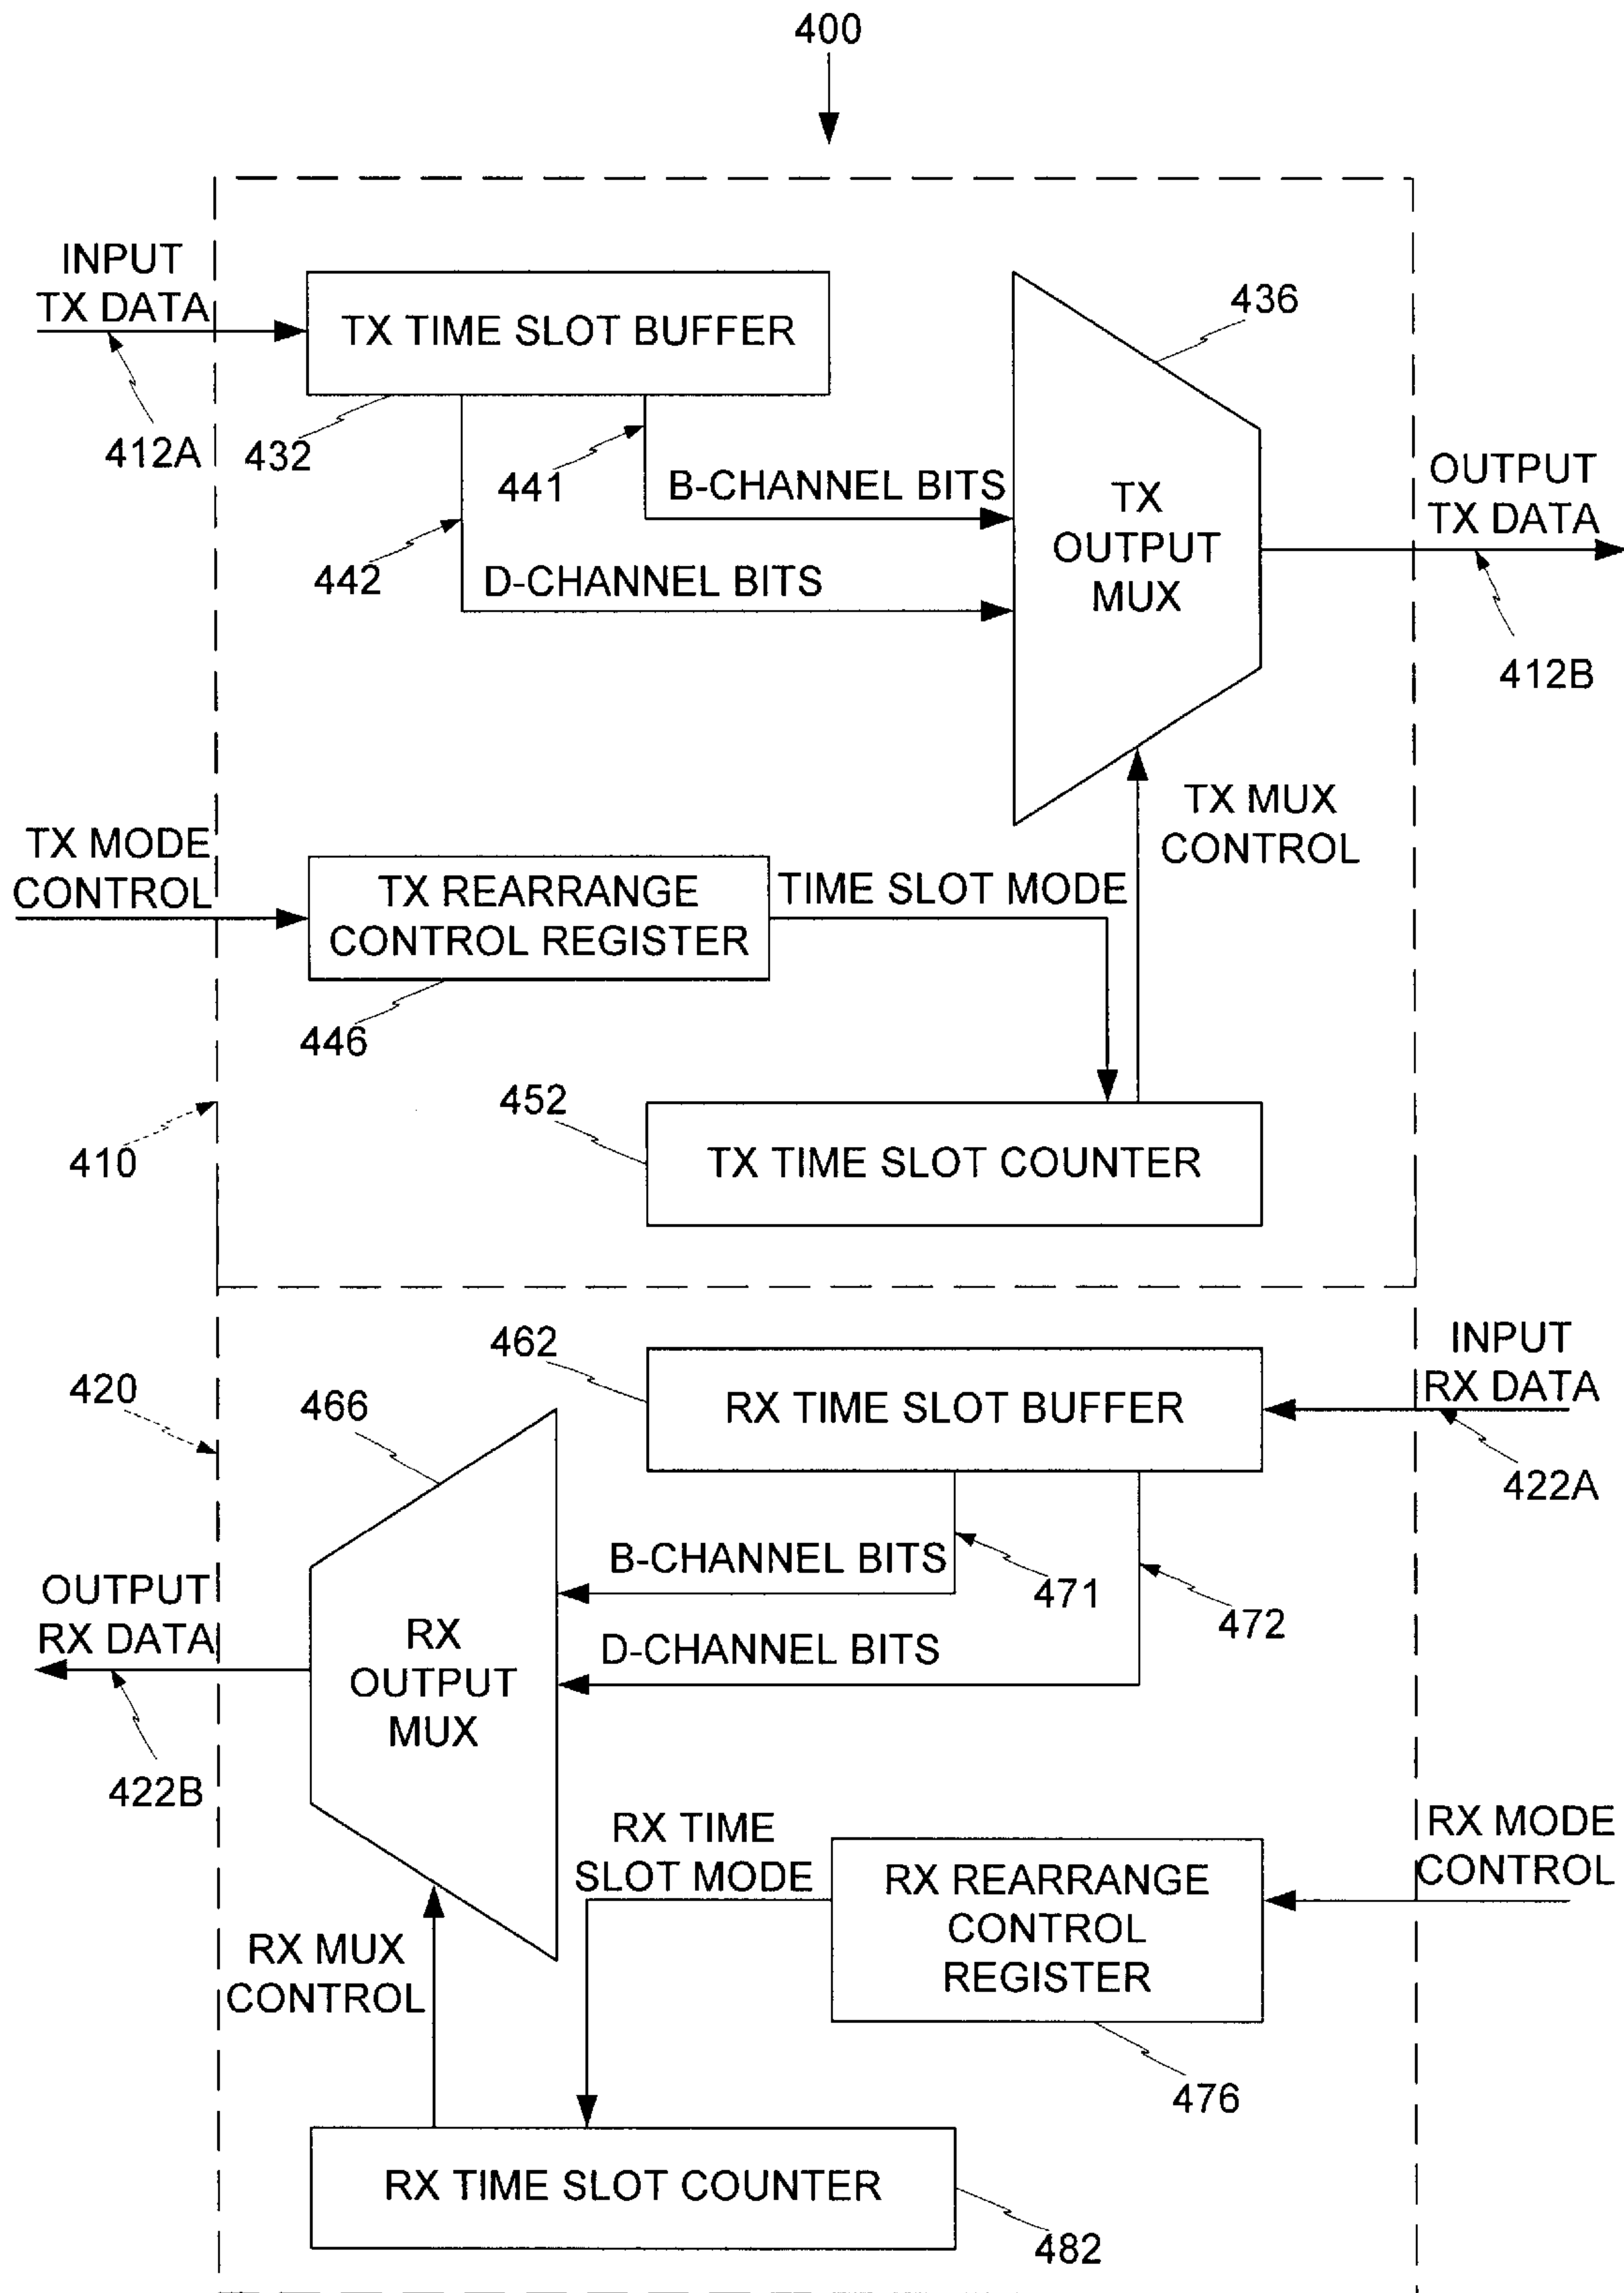 400
INPUT
TX DATA
412A
TX TIME SLOT BUFFER
432
441
442
B-CHANNEL BITS
D-CHANNEL BITS
436
TX
OUTPUT
MUX
OUTPUT
TX DATA
412B
TX MODE
CONTROL
TX REARRANGE
CONTROL REGISTER
446
TIME SLOT MODE
TX MUX
CONTROL
452
TX TIME SLOT COUNTER
410
420
462
RX TIME SLOT BUFFER
INPUT
RX DATA
422A
466
B-CHANNEL BITS
471
472
D-CHANNEL BITS
RX
OUTPUT
MUX
OUTPUT
RX DATA
422B
RX TIME
SLOT MODE
RX REARRANGE
CONTROL
REGISTER
476
RX MODE
CONTROL
RX MUX
CONTROL
RX TIME SLOT COUNTER
482